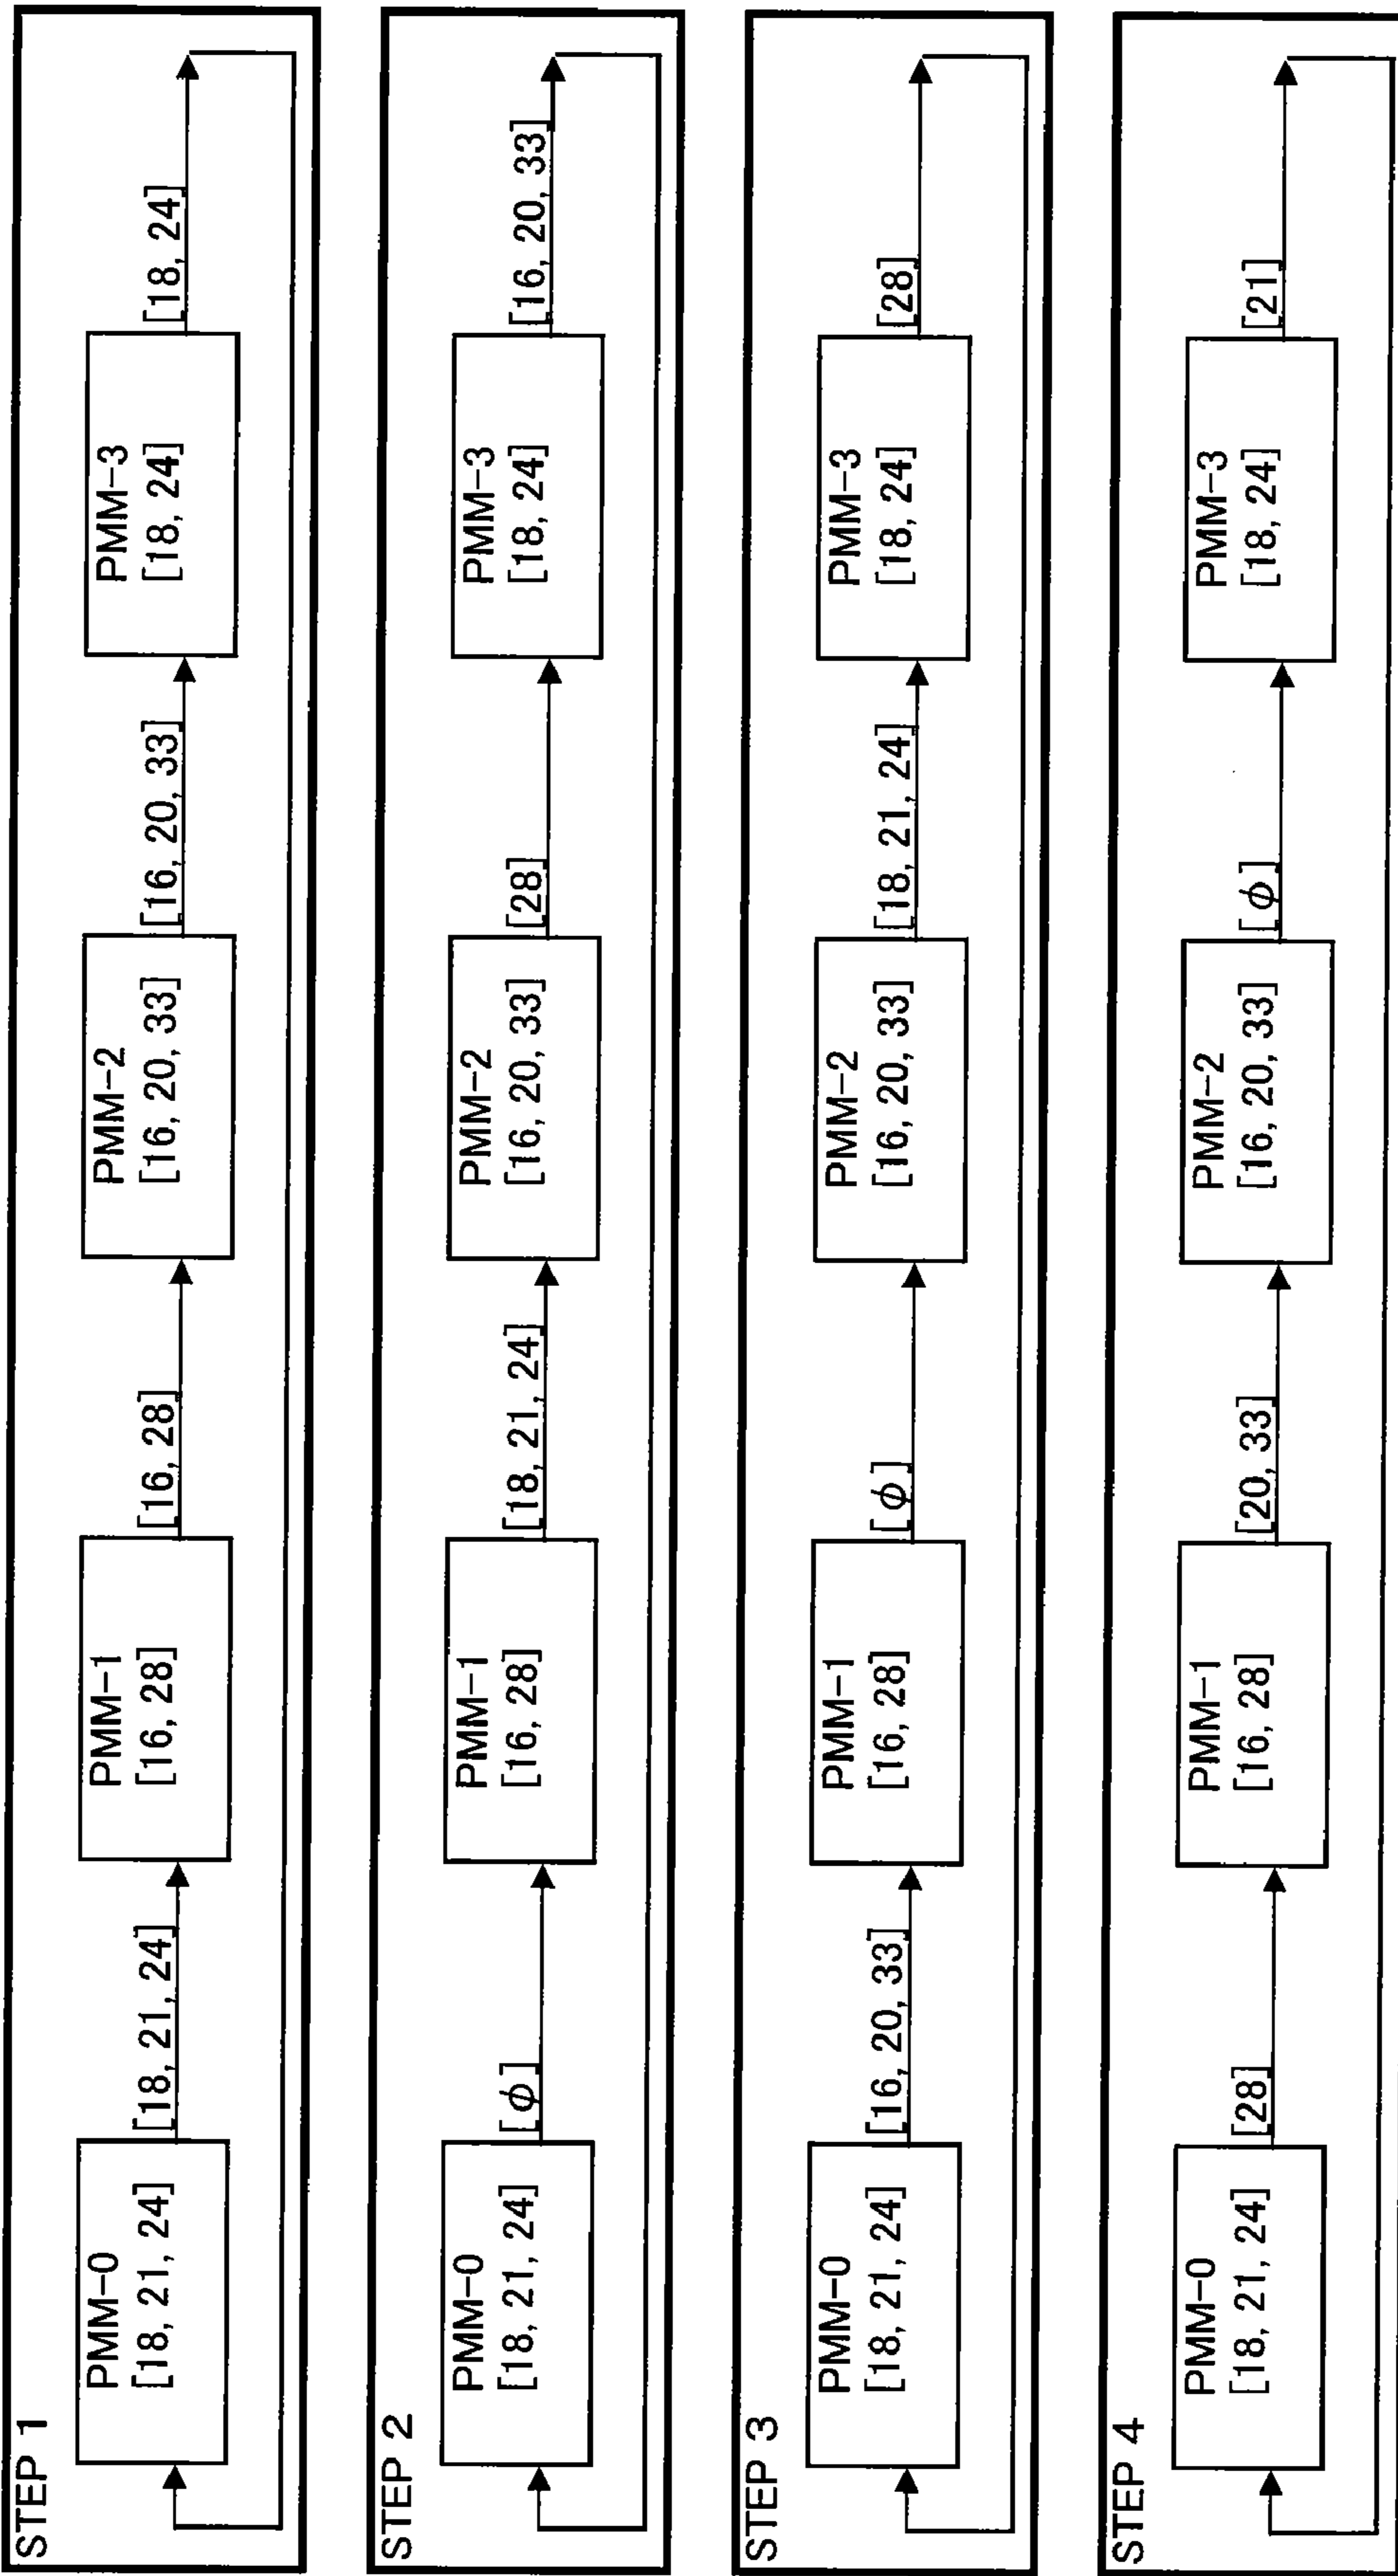 STEP 1
PMM-0
[18, 21, 24]
[18, 21, 24]
PMM-1
[16, 28]
[16, 28]
PMM-2
[16, 20, 33]
[16, 20, 33]
PMM-3
[18, 24]
[18, 24]
STEP 2
PMM-0
[18, 21, 24]
[ϕ]
PMM-1
[16, 28]
[18, 21, 24]
PMM-2
[16, 20, 33]
[28]
PMM-3
[18, 24]
[16, 20, 33]
STEP 3
PMM-0
[18, 21, 24]
[16, 20, 33]
PMM-1
[16, 28]
[ϕ]
PMM-2
[16, 20, 33]
[18, 21, 24]
PMM-3
[18, 24]
[28]
STEP 4
PMM-0
[18, 21, 24]
[28]
PMM-1
[16, 28]
[20, 33]
PMM-2
[16, 20, 33]
[ϕ]
PMM-3
[18, 24]
[21]